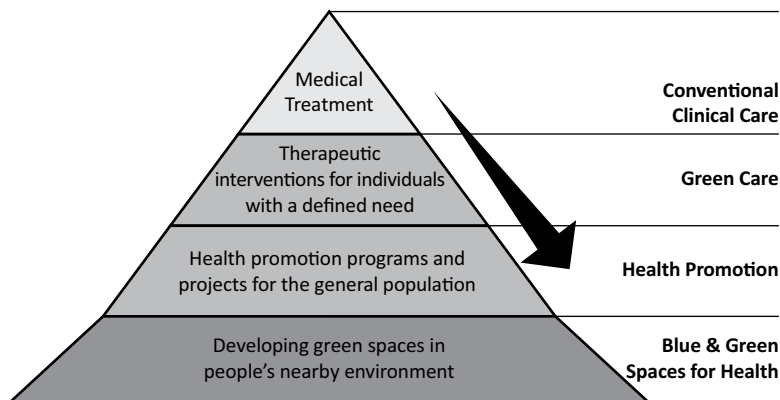 Medical
Treatment
Conventional
Clinical Care
Therapeutic
interventions for individuals
with a defined need
Green Care
Health promotion programs and
projects for the general population
Health Promotion
Developing green spaces in
people’s nearby environment
Blue & Green
Spaces for Health